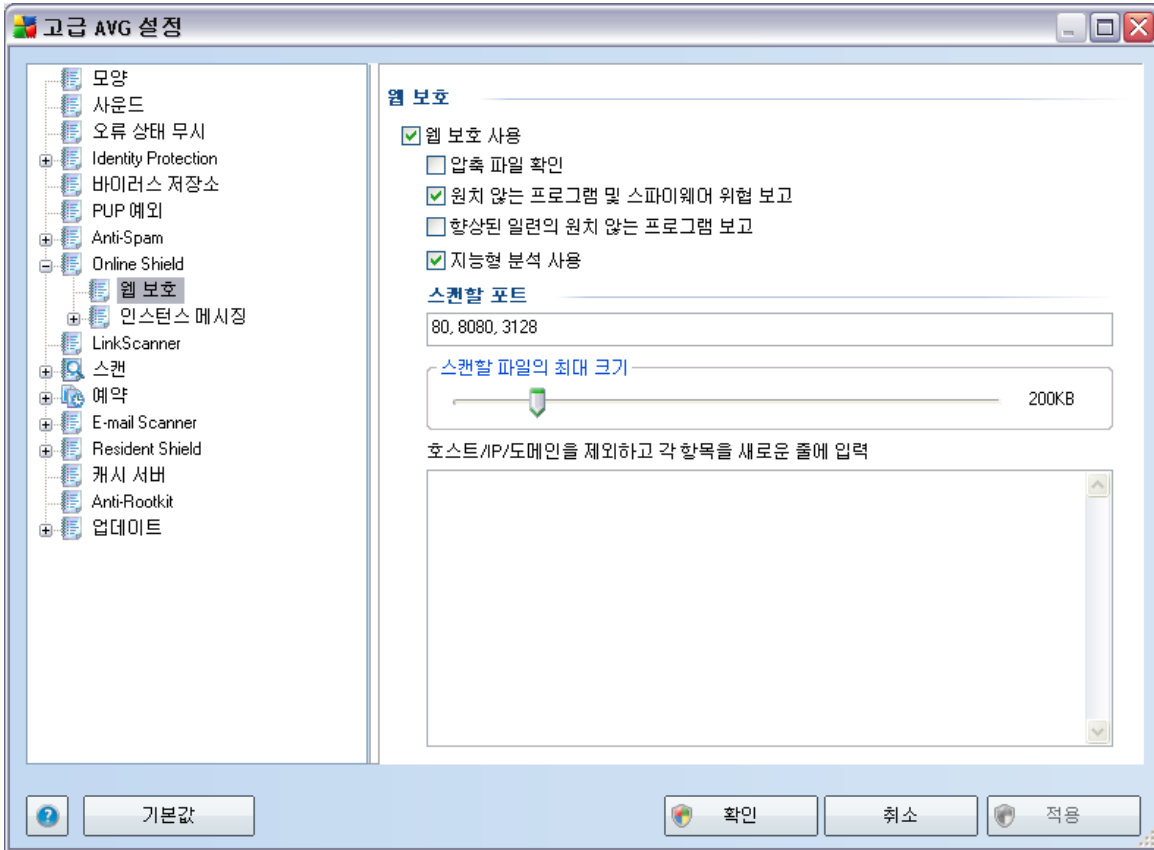 고급 AVG 설정
모양
사운드
오류 상태 무시
Identity Protection
바이러스 저장소
PUP 예외
Anti-Spam
Online Shield
웹 보호
인스턴스 메시징
LinkScanner
스캔
예약
E-mail Scanner
Resident Shield
캐시 서버
Anti-Rootkit
업데이트
웹 보호
웹 보호 사용
압축 파일 확인
원치 않는 프로그램 및 스파이웨어 위협 보고
향상된 일련의 원치 않는 프로그램 보고
지능형 분석 사용
스캔할 포트
80, 8080, 3128
스캔할 파일의 최대 크기
200KB
호스트/IP/도메인을 제외하고 각 항목을 새로운 줄에 입력
기본값
확인
취소
적용